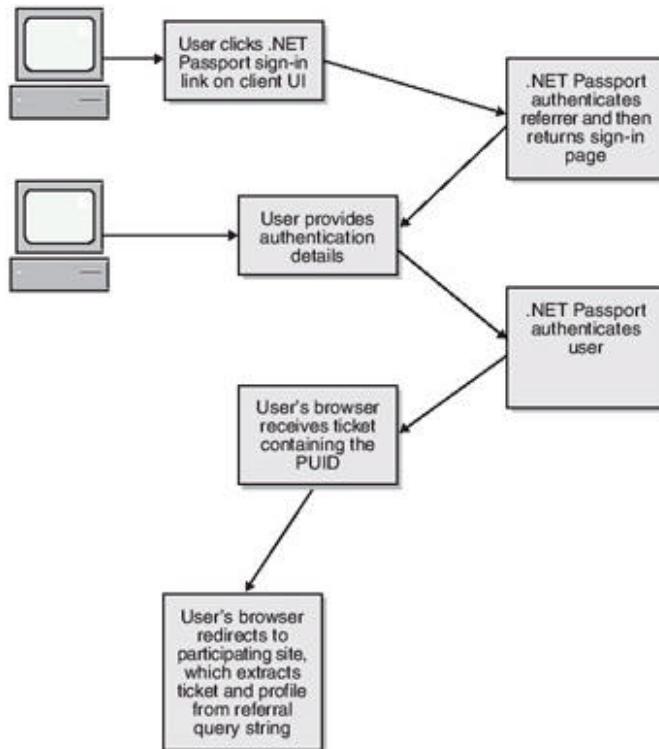 User clicks .NET
Passport sign-in
link on client UI
.NET Passport
authenticates
referrer and then
returns sign-in
page
User provides
authentication
details
.NET Passport
authenticates
user
User's browser
receives ticket
containing the
PUID
User's browser
redirects to
participating site,
which extracts
ticket and profile
from referral
query string